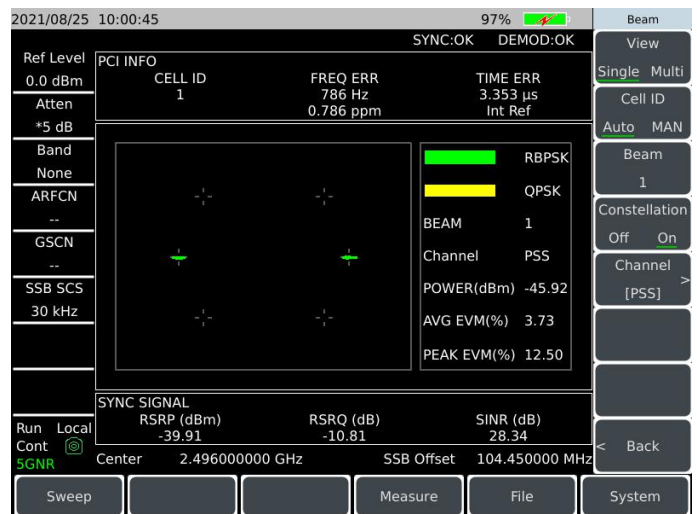 2021/08/25 10:00:45 97% Beam
SYNC:OK DEMOD:OK
Ref Level
0.0 dBm
Atten
*5 dB
Band
None
ARFCN
--
GSCN
--
SSB SCS
30 kHz
Run Local
Cont
5GNR
PCI INFO
CELL ID FREQ ERR TIME ERR
1 786 Hz 3.353 µs
0.786 ppm Int Ref
RBPSK
QPSK
BEAM 1
Channel PSS
POWER(dBm) -45.92
AVG EVM(%) 3.73
PEAK EVM(%) 12.50
SYNC SIGNAL
RSRP (dBm) RSRQ (dB) SINR (dB)
-39.91 -10.81 28.34
Center 2.496000000 GHz SSB Offset 104.450000 MHz
View
Single Multi
Cell ID
Auto MAN
Beam
1
Constellation
Off On
Channel >
[PSS]
< Back
Sweep Measure File System